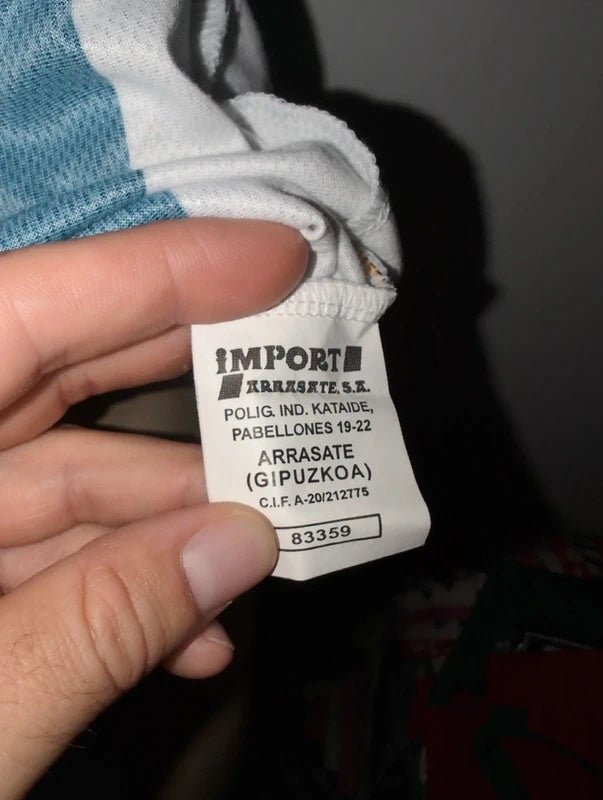 IMPORT
ARRASATE, S.A.
POLIG. IND. KATAIDE,
PABELLONES 19-22
ARRASATE
(GIPUZKOA)
C.I.F. A-20/212775
83359